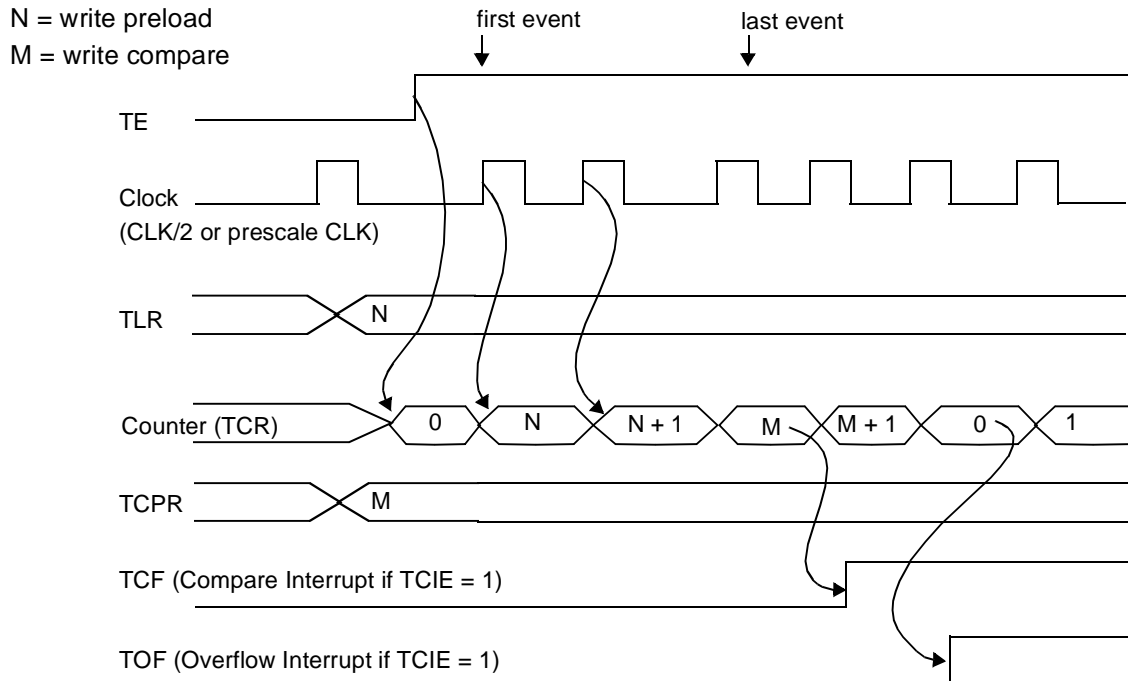 N = write preload
first event
last event
M = write compare
TE
Clock
(CLK/2 or prescale CLK)
TLR
N
Counter (TCR)
0
N
N + 1
M
M + 1
0
1
TCPR
M
TCF (Compare Interrupt if TCIE = 1)
TOF (Overflow Interrupt if TCIE = 1)